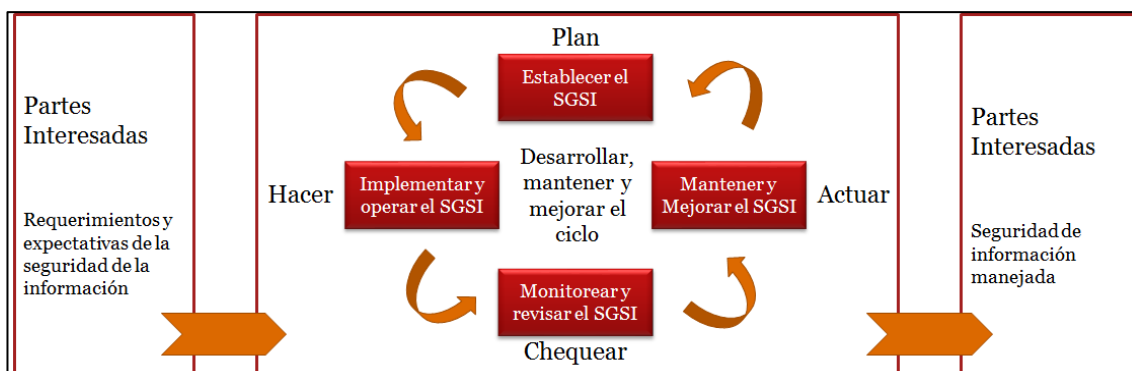 Partes
Interesadas
Requerimientos y
expectativas de la
seguridad de la
información
Plan
Establecer el
SGSI
Hacer
Implementar y
operar el SGSI
Desarrollar,
mantener y
mejorar el
ciclo
Mantener y
Mejorar el SGSI
Actuar
Monitorear y
revisar el SGSI
Chequear
Partes
Interesadas
Seguridad de
información
manejada